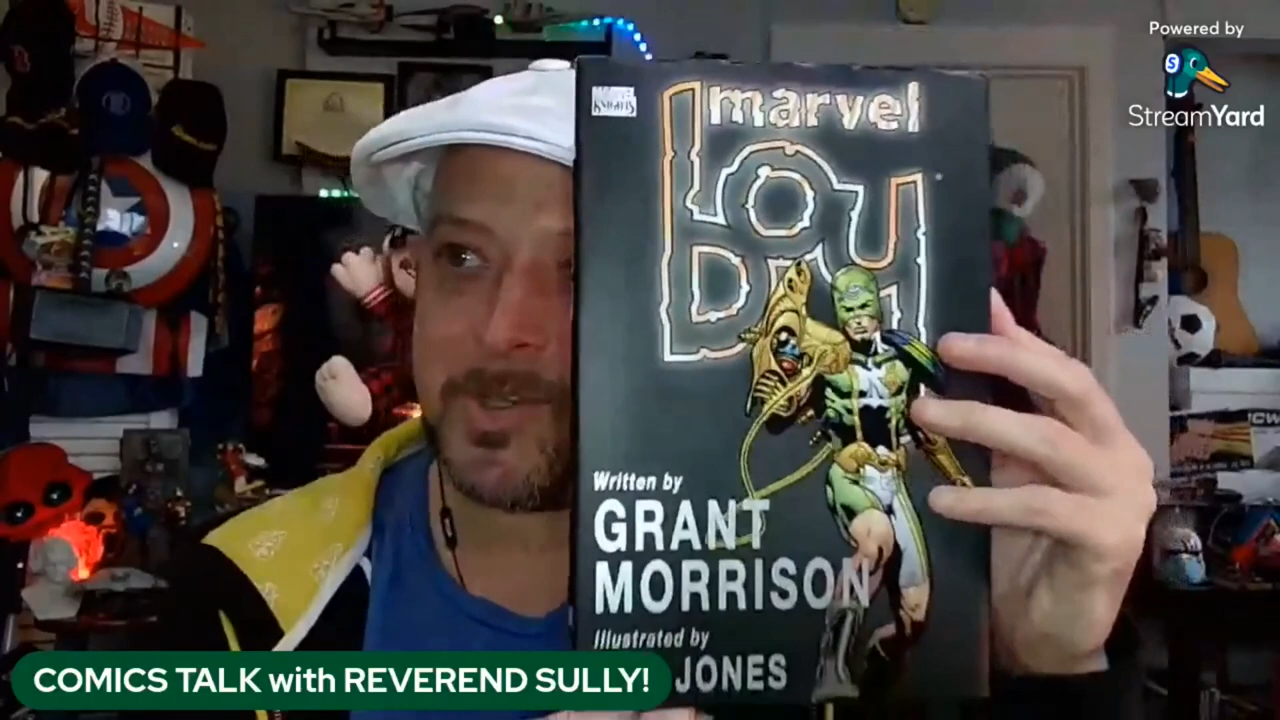 Powered by
StreamYard
MARVEL
KNIGHTS
marvel
boy
Written by
GRANT
MORRISON
Illustrated by
JONES
COMICS TALK with REVEREND SULLY!
CW